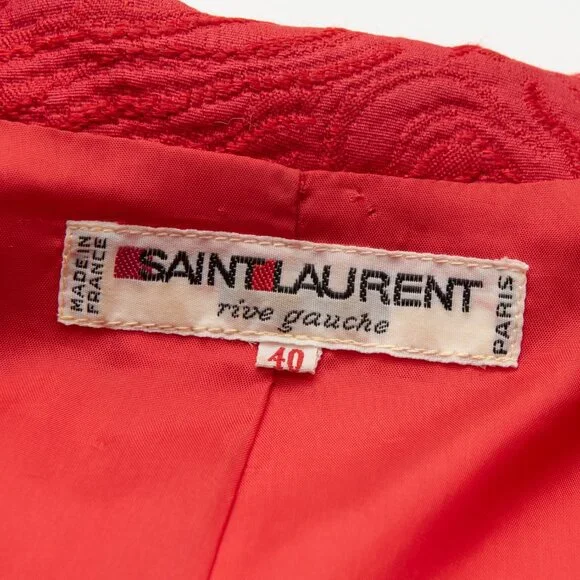 MADE IN
FRANCE
SAINT LAURENT
rive gauche
PARIS
40